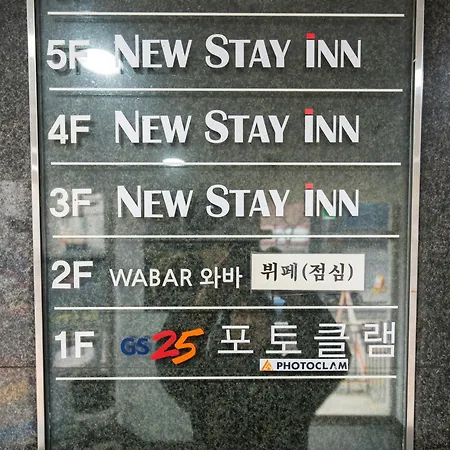 5F NEW STAY INN
4F NEW STAY INN
3F NEW STAY INN
2F WABAR 와바 뷔페(점심)
1F GS25 포토클램
PHOTOCLAM